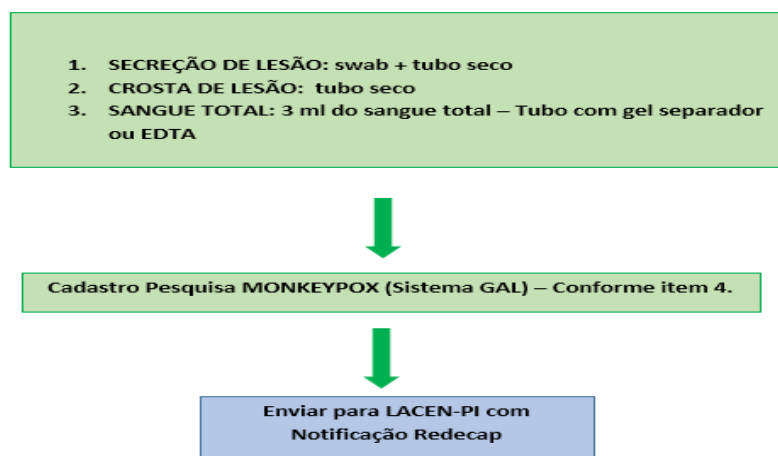 1. SECREÇÃO DE LESÃO: swab + tubo seco
2. CROSTA DE LESÃO: tubo seco
3. SANGUE TOTAL: 3 ml do sangue total – Tubo com gel separador
ou EDTA
Cadastro Pesquisa MONKEYPOX (Sistema GAL) – Conforme item 4.
Enviar para LACEN-PI com
Notificação Redecap